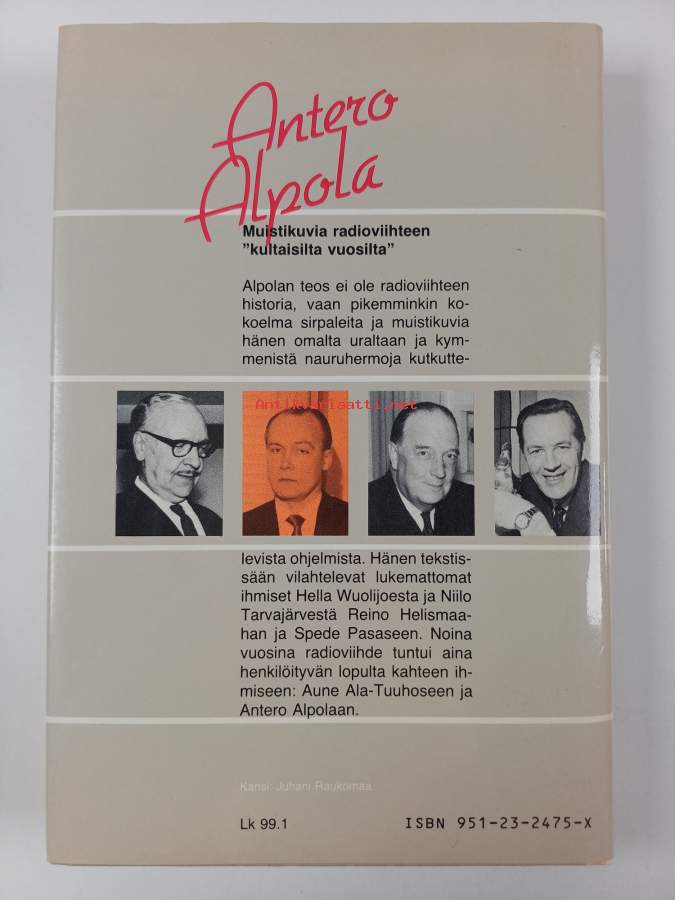 Antero
Alpola
Muistikuvia radioviihteen
”kultaisilta vuosilta”
Alpolan teos ei ole radioviihteen
historia, vaan pikemminkin ko-
koelma sirpaleita ja muistikuvia
hänen omalta uraltaan ja kym-
menistä nauruhermoja kutkutte-
Antikvariaatti.net
levista ohjelmista. Hänen tekstis-
sään vilahtelevat lukemattomat
ihmiset Hella Wuolijoesta ja Niilo
Tarvajärvestä Reino Helismaa-
han ja Spede Pasaseen. Noina
vuosina radioviihde tuntui aina
henkilöityvän lopulta kahteen ih-
miseen: Aune Ala-Tuuhoseen ja
Antero Alpolaan.
Kansi: Juhani Raukomaa
Lk 99.1 ISBN 951-23-2475-X